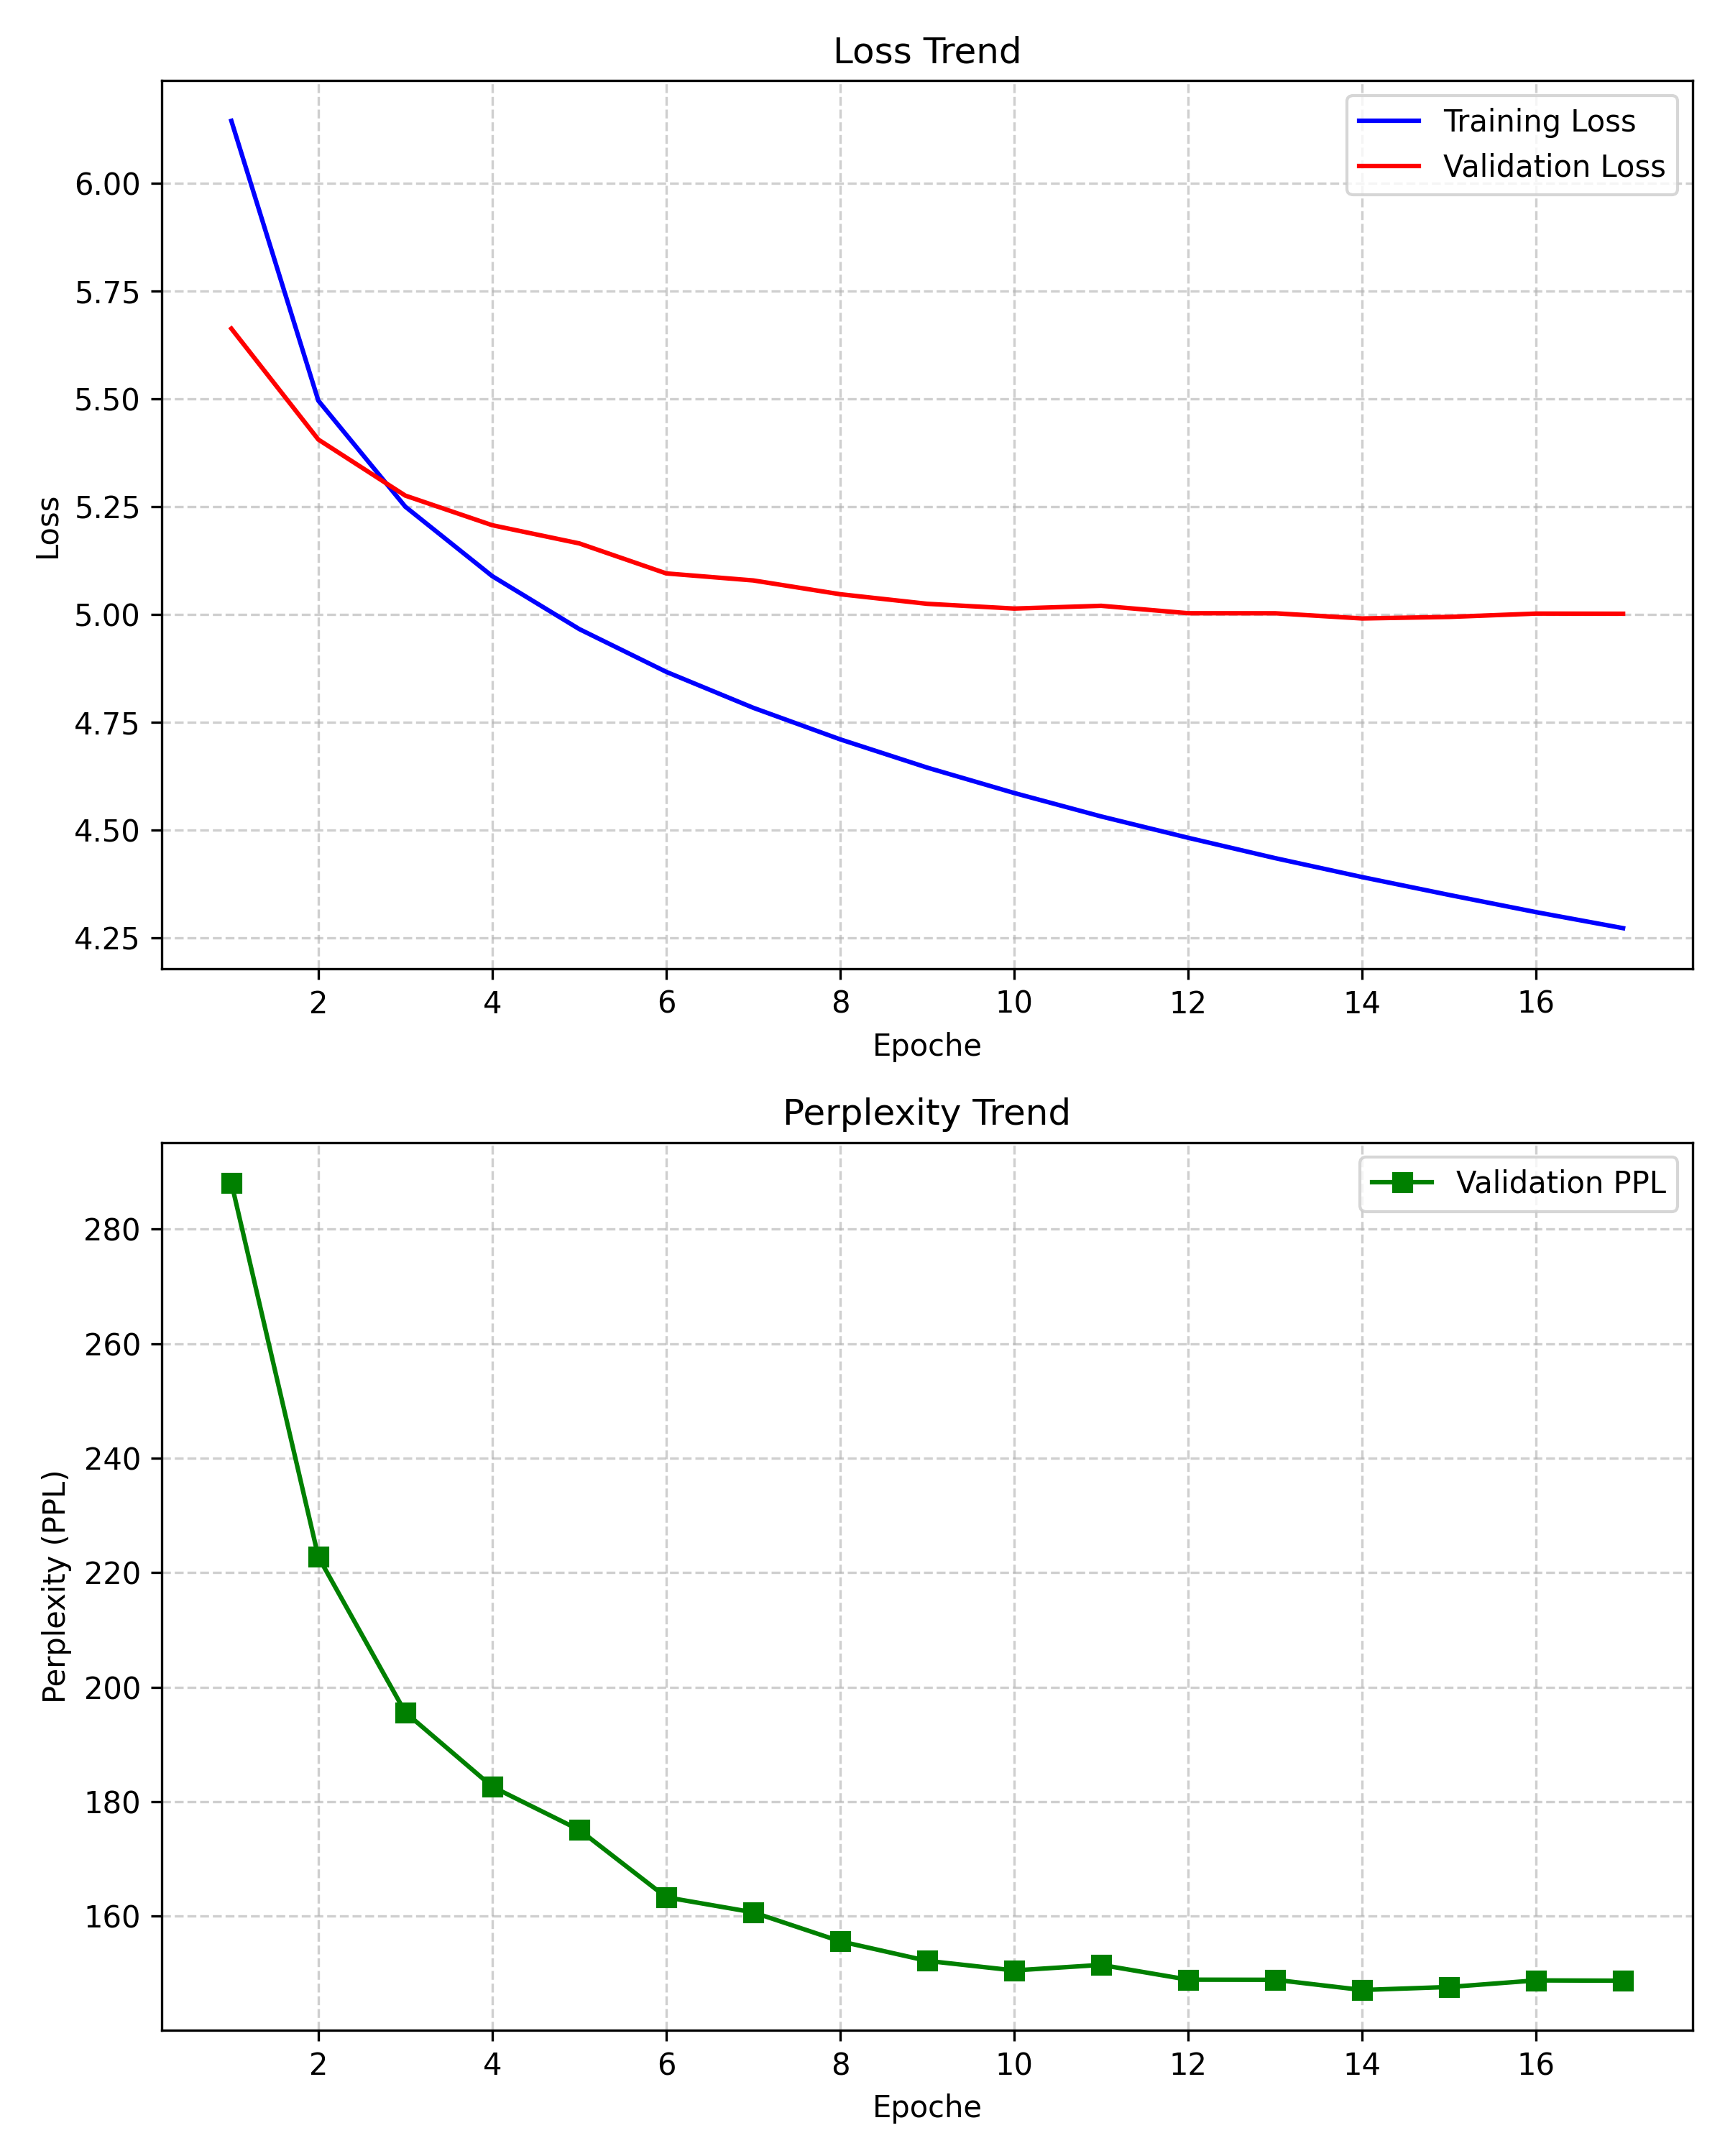 Loss Trend
Training Loss
Validation Loss
6.00
5.75
5.50
5.25
5.00
4.75
4.50
4.25
Loss
2 4 6 8 10 12 14 16
Epoche
Perplexity Trend
Validation PPL
280
260
240
220
200
180
160
Perplexity (PPL)
2 4 6 8 10 12 14 16
Epoche